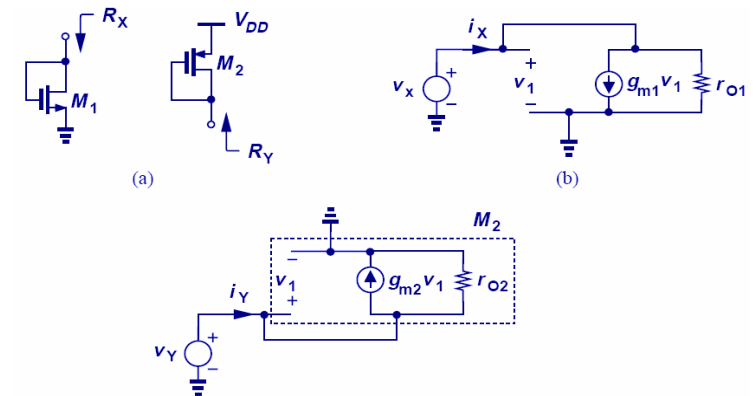 R_X
V_DD
M_2
M_1
R_Y
(a)
i_X
+
v_X
+
−
v_1
−
g_m1 v_1
r_O1
(b)
M_2
−
v_1
+
g_m2 v_1
r_O2
i_Y
v_Y
+
−